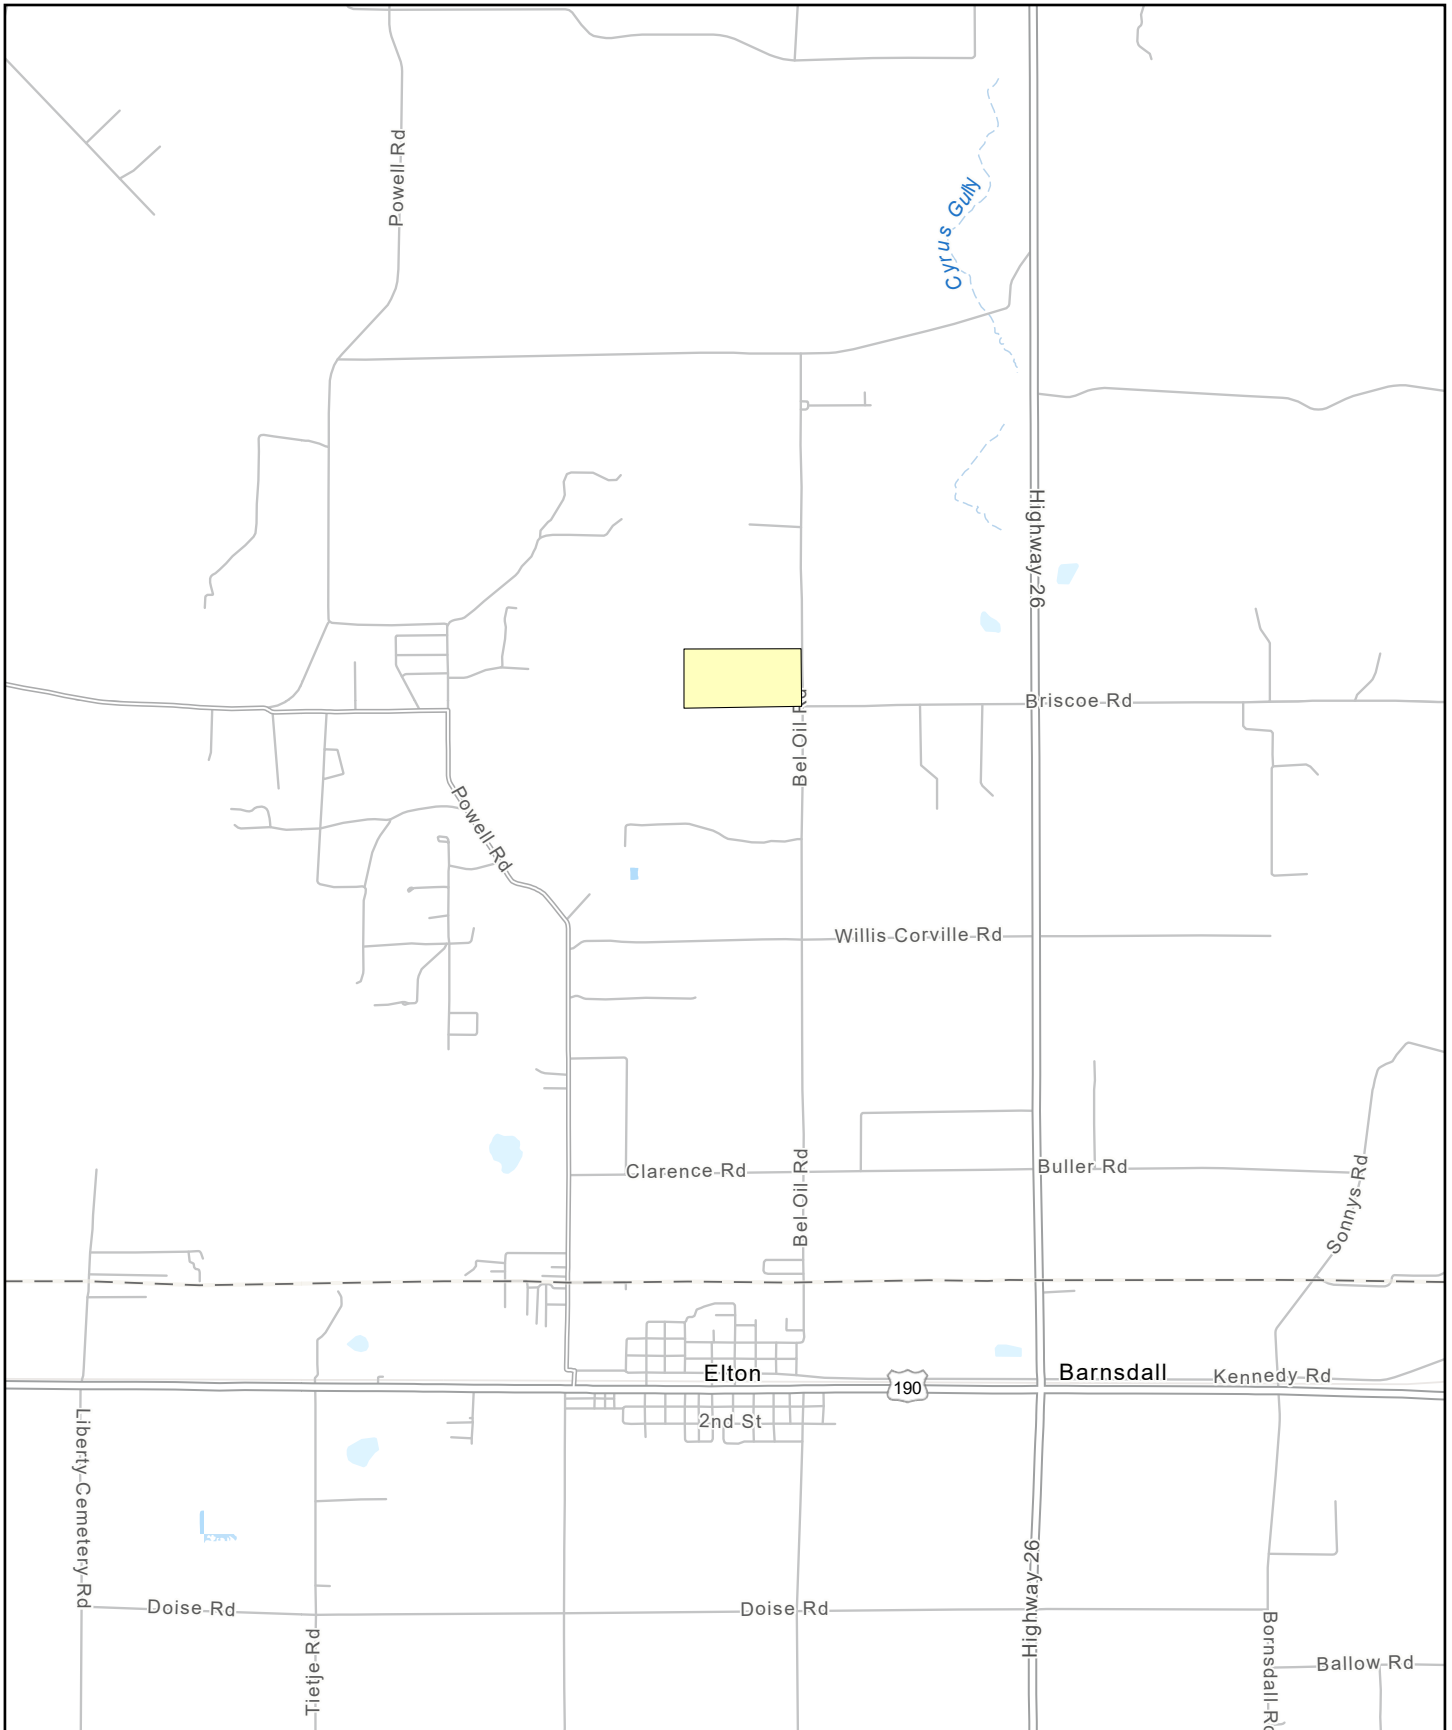 Powell Rd
Cyrus Gully
Highway 26
Briscoe Rd
Bel Oil Rd
Powell Rd
Willis Corville Rd
Clarence Rd
Bel Oil Rd
Buller Rd
Sonnys Rd
Elton
190
Barnsdall
Kennedy Rd
2nd St
Liberty Cemetery Rd
Highway 26
Doise Rd
Doise Rd
Tietje Rd
Bornsdall Rd
Ballow Rd